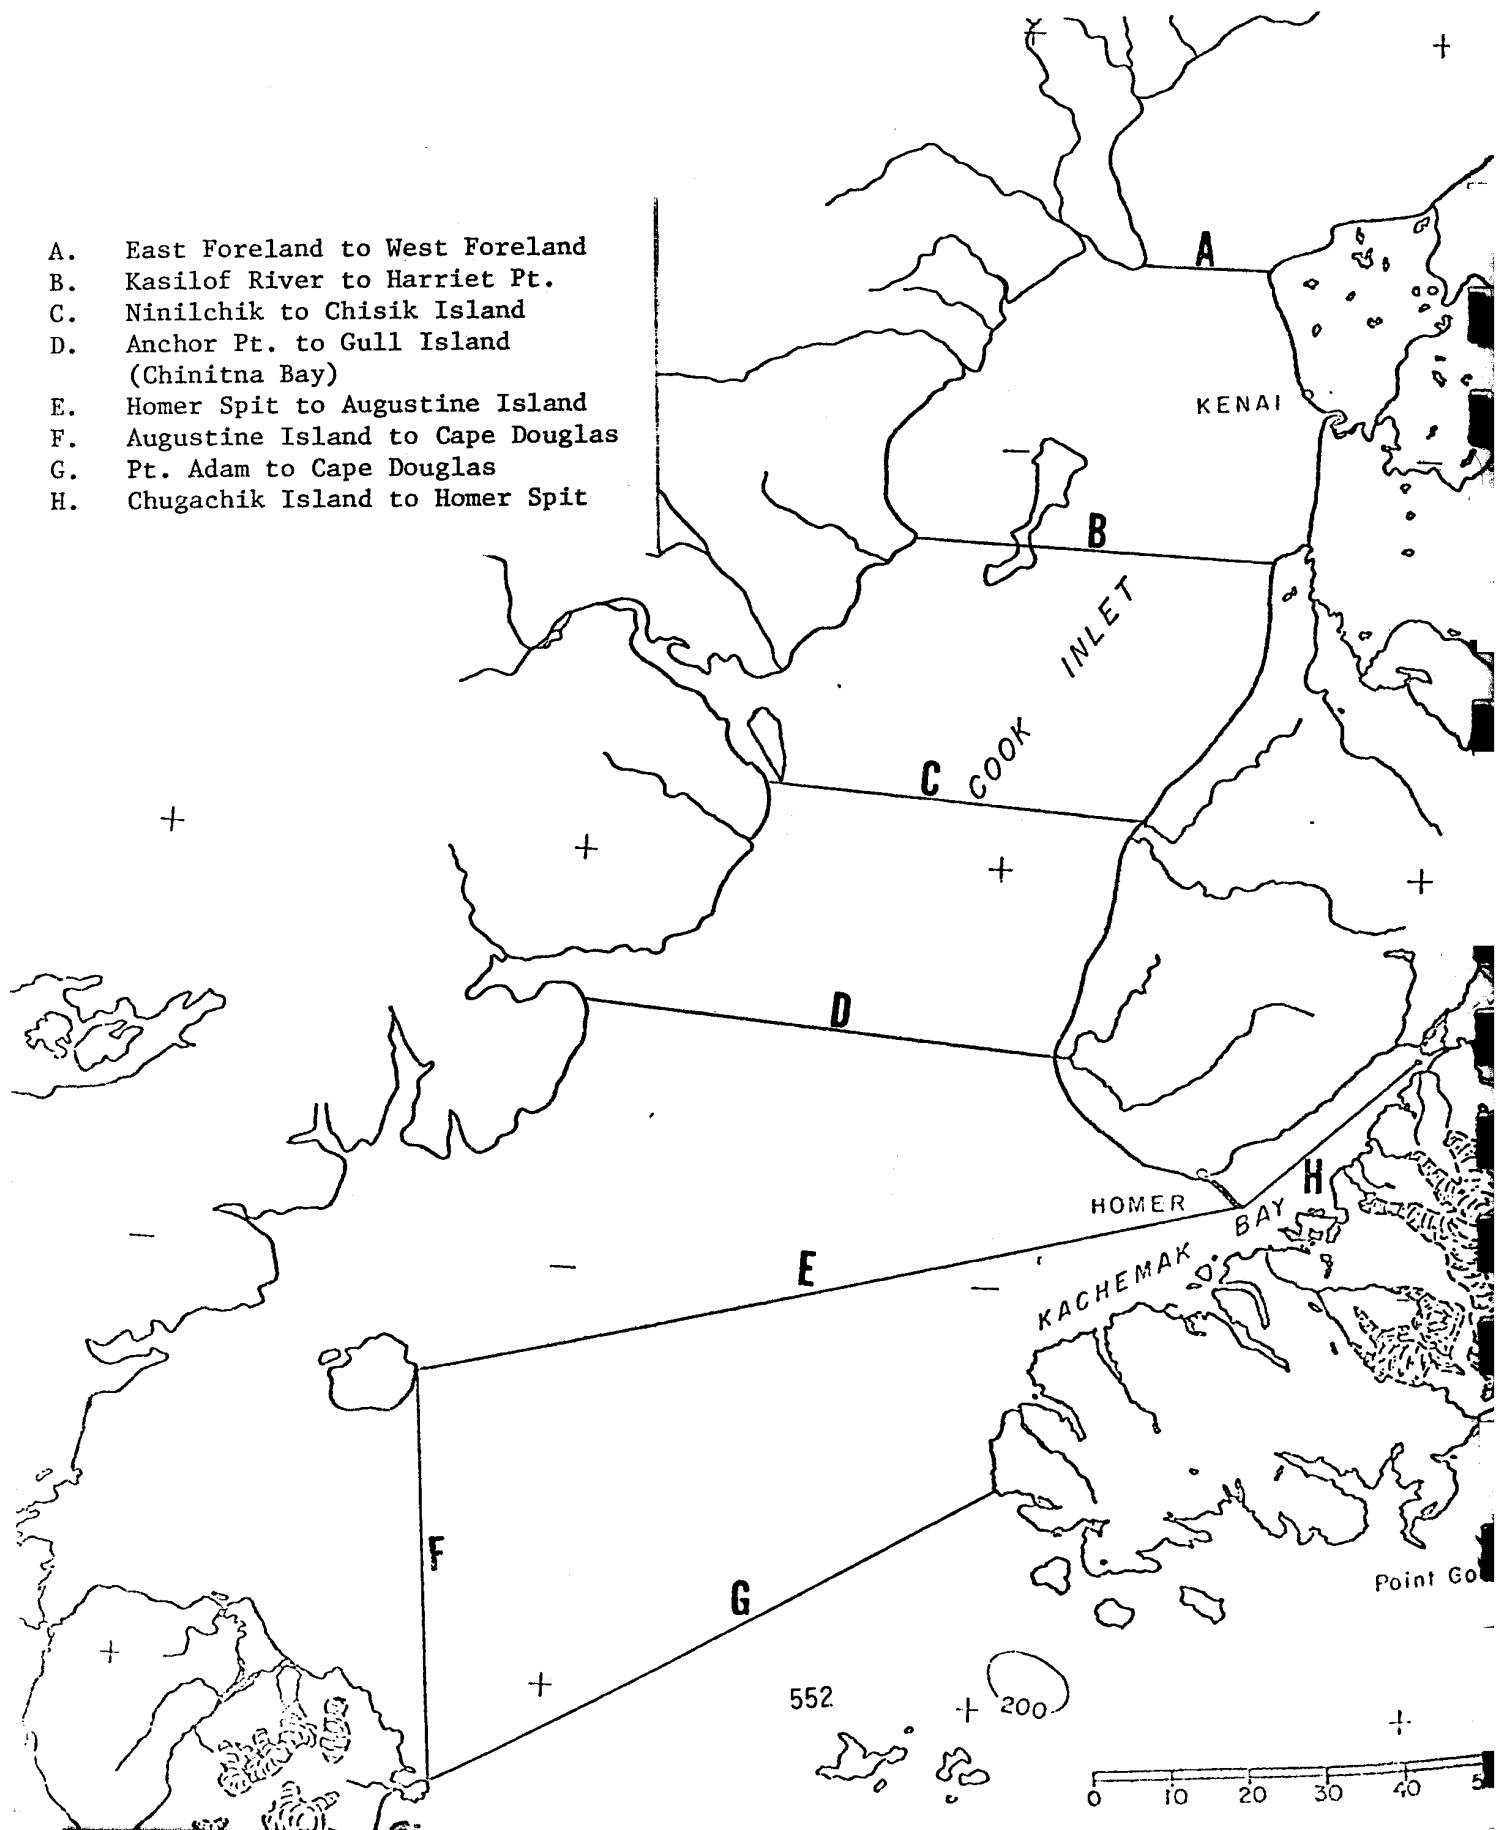 A. East Foreland to West Foreland
B. Kasilof River to Harriet Pt.
C. Ninilchik to Chisik Island
D. Anchor Pt. to Gull Island
(Chinitna Bay)
E. Homer Spit to Augustine Island
F. Augustine Island to Cape Douglas
G. Pt. Adam to Cape Douglas
H. Chugachik Island to Homer Spit
A
KENAI
B
COOK INLET
C
D
H
HOMER
KACHEMAK BAY
E
F
G
Point Go
552
200
0 10 20 30 40 5